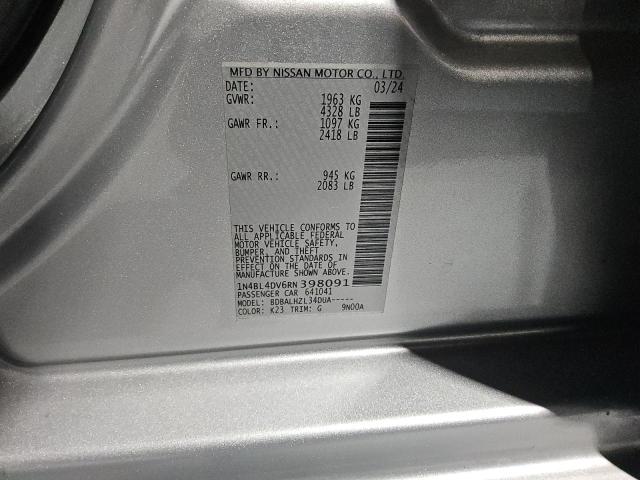 MFD BY NISSAN MOTOR CO., LTD.
DATE: 03/24
GVWR: 1963 KG
4328 LB
GAWR FR.: 1097 KG
2418 LB
GAWR RR.: 945 KG
2083 LB
THIS VEHICLE CONFORMS TO
ALL APPLICABLE FEDERAL
MOTOR VEHICLE SAFETY,
BUMPER, AND THEFT
PREVENTION STANDARDS
IN EFFECT ON THE DATE OF
MANUFACTURE SHOWN ABOVE.
1N4BL4DV6RN398091
PASSENGER CAR 641041
MODEL: BDBALHZL34DUA-----
COLOR: K23 TRIM: G 9N00A